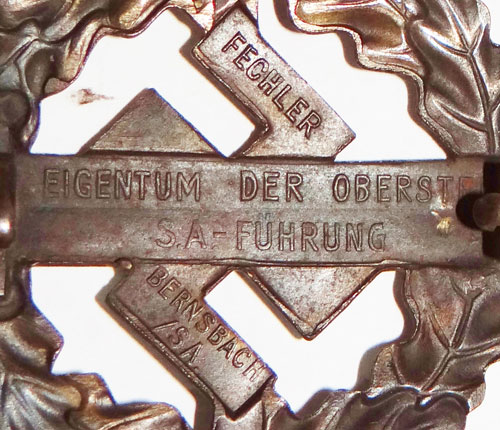 FECHLER
EIGENTUM DER OBERSTE
S.A.-FÜHRUNG
BERNSBACH
/SA.